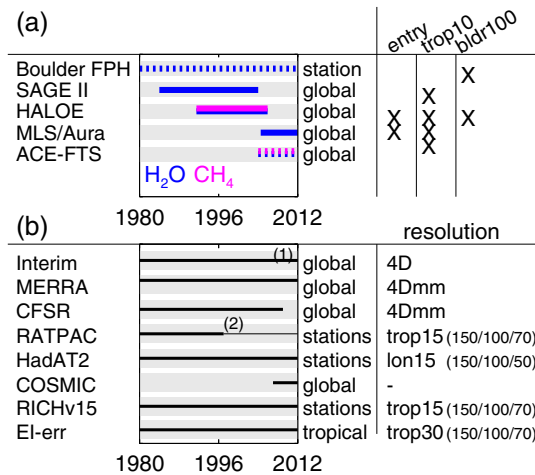 (a) entry trop10 bldr100
Boulder FPH station X
SAGE II global X
HALOE global X X X
MLS/Aura global X X
ACE-FTS global X
H₂O CH₄
1980 1996 2012
(b) resolution
Interim (1) global 4D
MERRA global 4Dmm
CFSR global 4Dmm
RATPAC (2) stations trop15 (150/100/70)
HadAT2 stations lon15 (150/100/50)
COSMIC global -
RICHv15 stations trop15 (150/100/70)
EI-err tropical trop30 (150/100/70)
1980 1996 2012